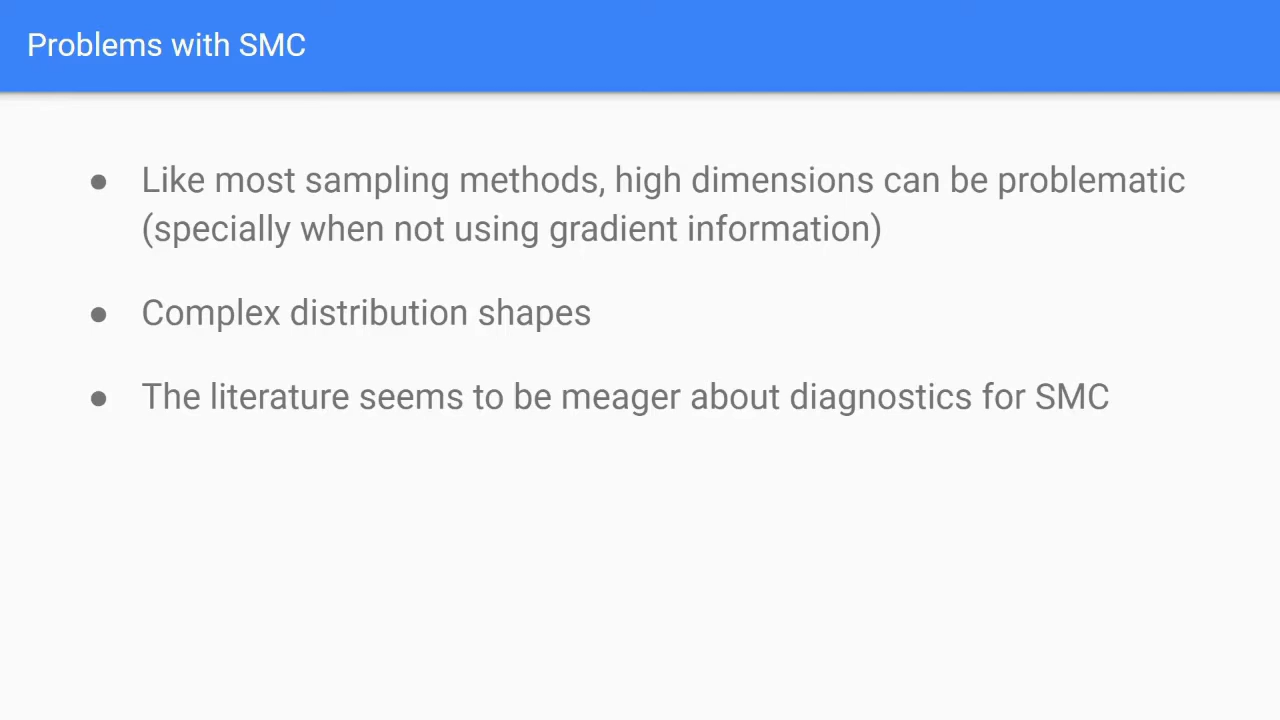 Problems with SMC
● Like most sampling methods, high dimensions can be problematic
(specially when not using gradient information)
● Complex distribution shapes
● The literature seems to be meager about diagnostics for SMC